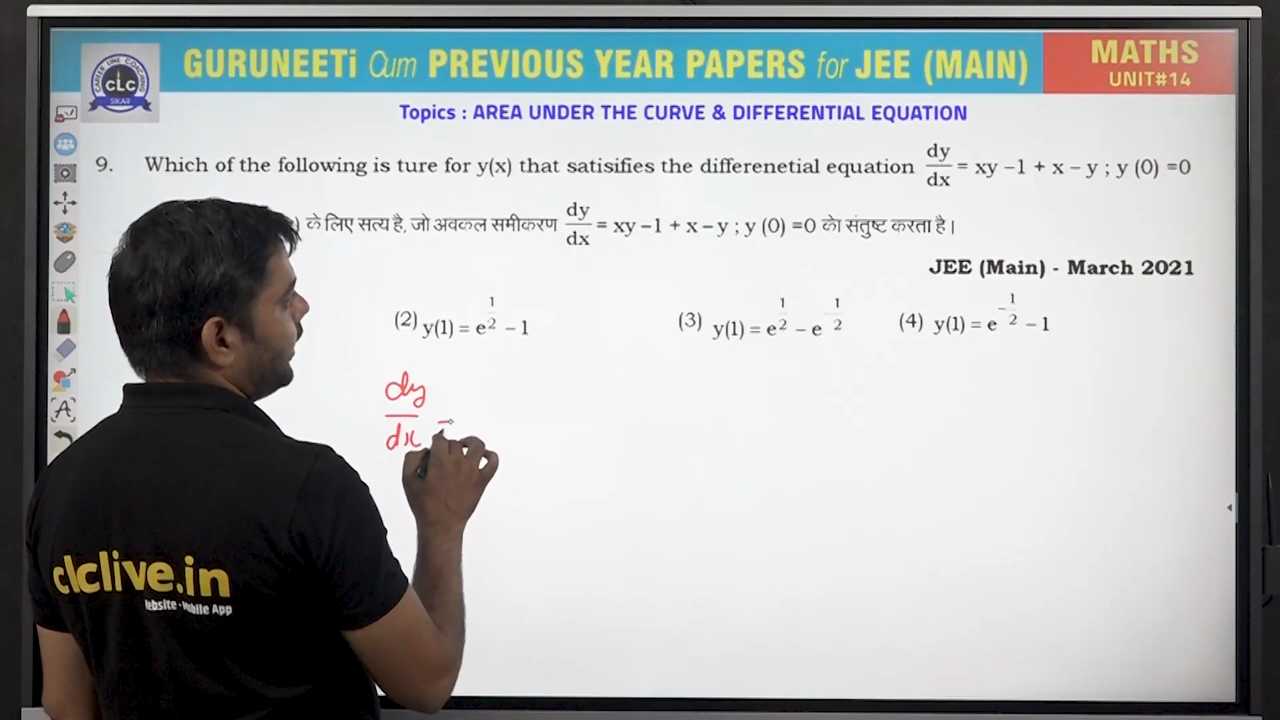 GURUNEETi Cum PREVIOUS YEAR PAPERS for JEE (MAIN)
MATHS
UNIT#14
CAREER LINE COACHING
CLC
SIKAR
Topics : AREA UNDER THE CURVE & DIFFERENTIAL EQUATION
9. Which of the following is ture for y(x) that satisifies the differenetial equation dy/dx = xy –1 + x – y ; y (0) =0
) के लिए सत्य है, जो अवकल समीकरण dy/dx = xy –1 + x – y ; y (0) =0 को संतुष्ट करता है।
JEE (Main) - March 2021
(2) y(1) = e^1/2 – 1
(3) y(1) = e^1/2 – e^1/2
(4) y(1) = e^–1/2 – 1
dy/dx =
clclive.in
Website • Mobile App